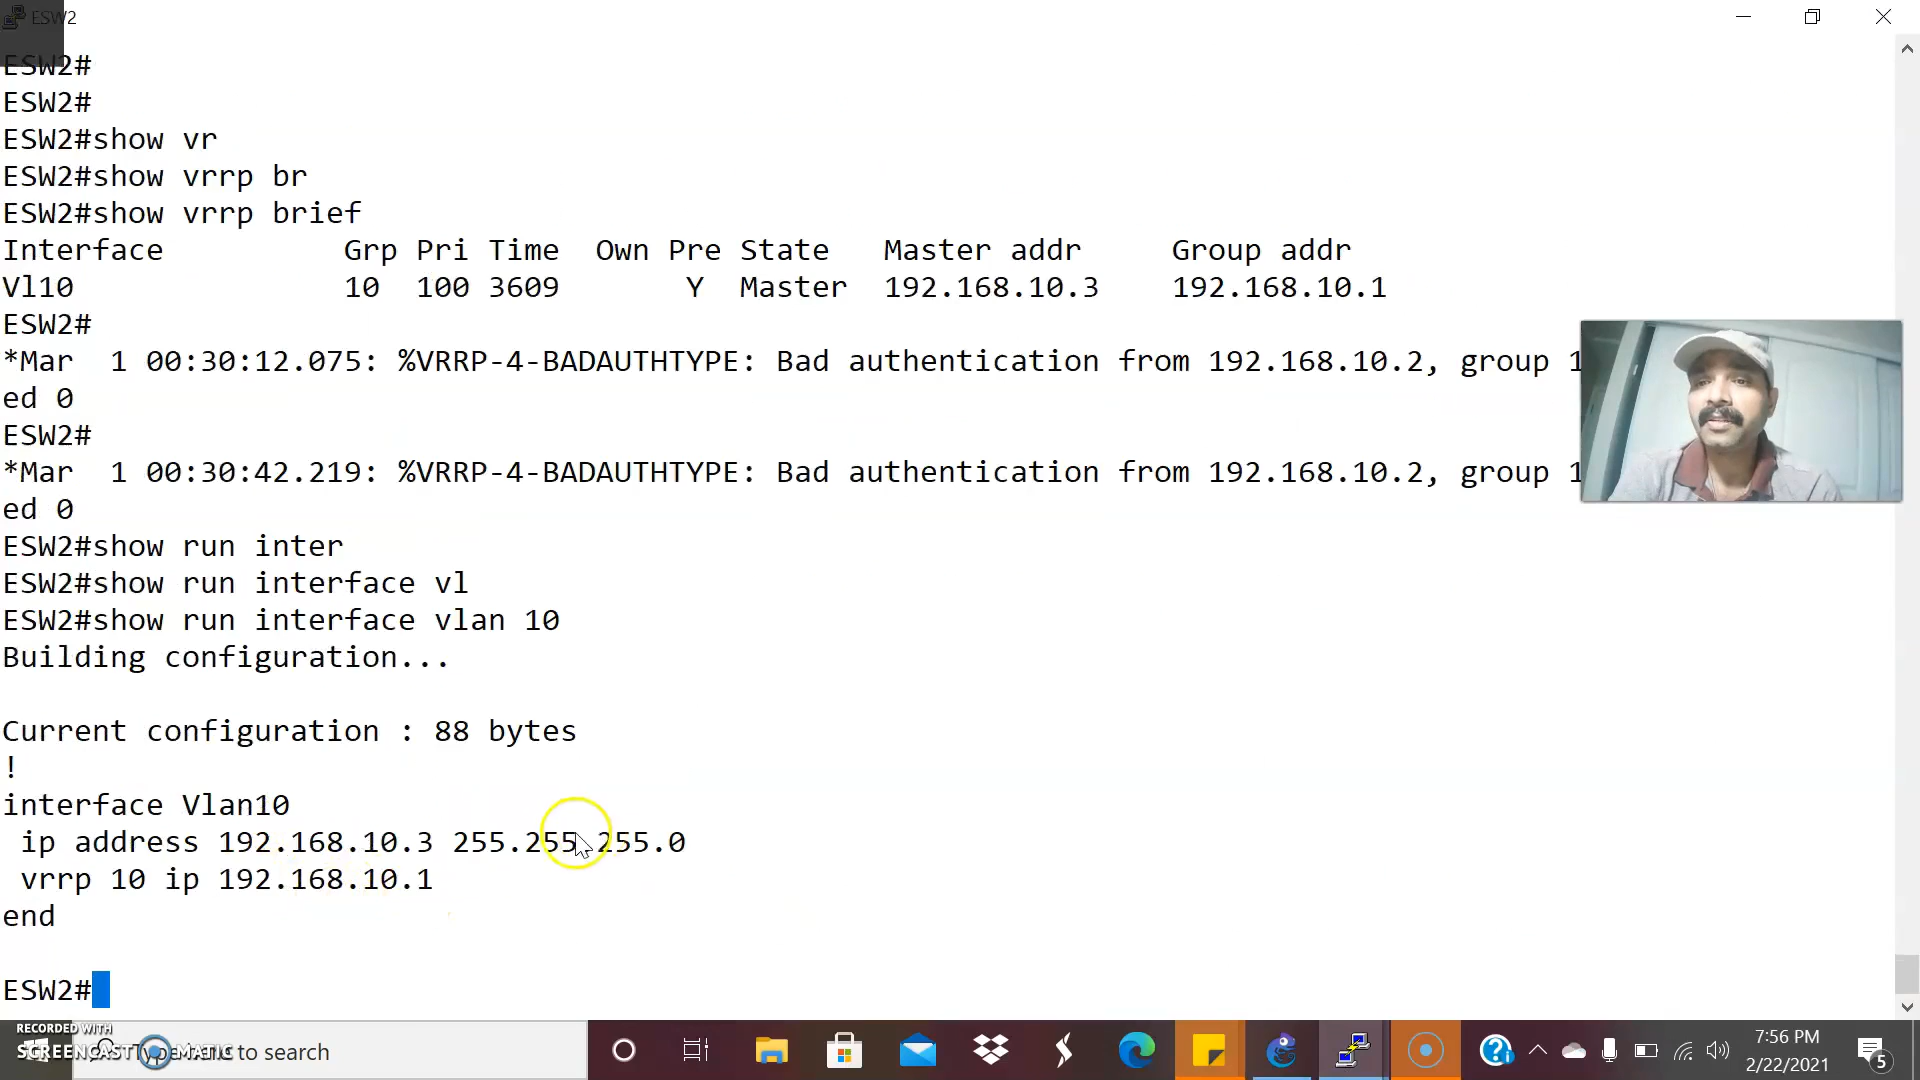 ESW2
ESW2#
ESW2#
ESW2#show vr
ESW2#show vrrp br
ESW2#show vrrp brief
Interface Grp Pri Time Own Pre State Master addr Group addr
Vl10 10 100 3609 Y Master 192.168.10.3 192.168.10.1
ESW2#
*Mar 1 00:30:12.075: %VRRP-4-BADAUTHTYPE: Bad authentication from 192.168.10.2, group 1
ed 0
ESW2#
*Mar 1 00:30:42.219: %VRRP-4-BADAUTHTYPE: Bad authentication from 192.168.10.2, group 1
ed 0
ESW2#show run inter
ESW2#show run interface vl
ESW2#show run interface vlan 10
Building configuration...
Current configuration : 88 bytes
!
interface Vlan10
ip address 192.168.10.3 255.255.255.0
vrrp 10 ip 192.168.10.1
end
ESW2#
RECORDED WITH
SCREENCAST MATIC
to search
7:56 PM
2/22/2021
5